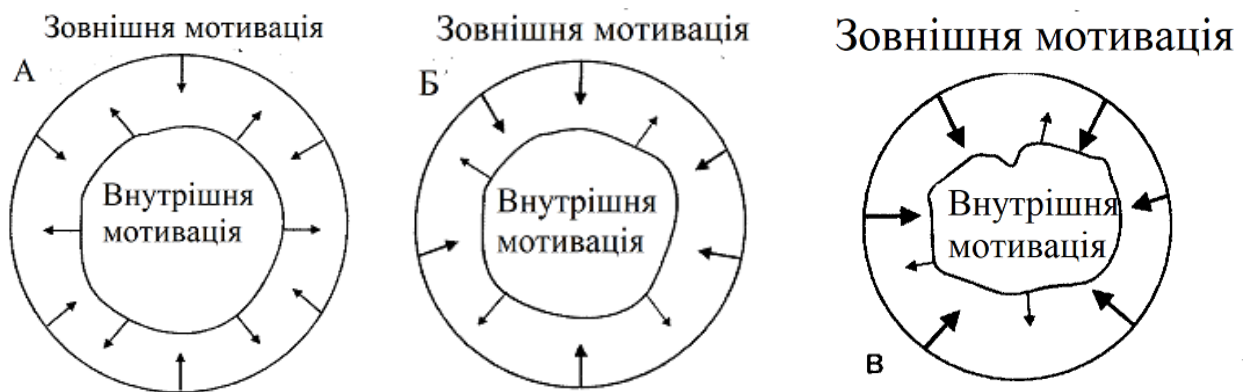 Зовнішня мотивація
А
Внутрішня
мотивація
Зовнішня мотивація
Б
Внутрішня
мотивація
Зовнішня мотивація
Внутрішня
мотивація
В